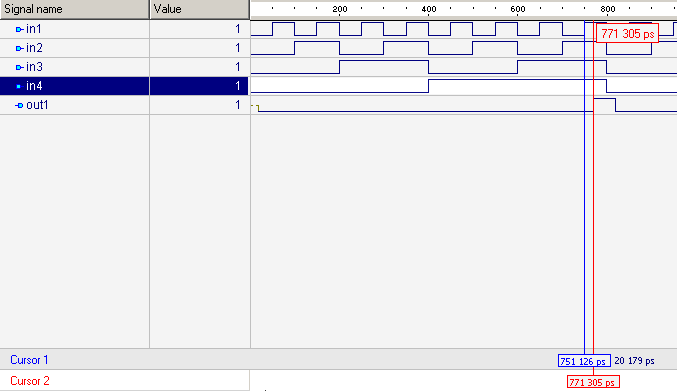 Signal name Value 200 400 600 800
in1 1 771 305 ps
in2 1
in3 1
in4 1
out1 1
Cursor 1 751 126 ps 20 179 ps
Cursor 2 771 305 ps